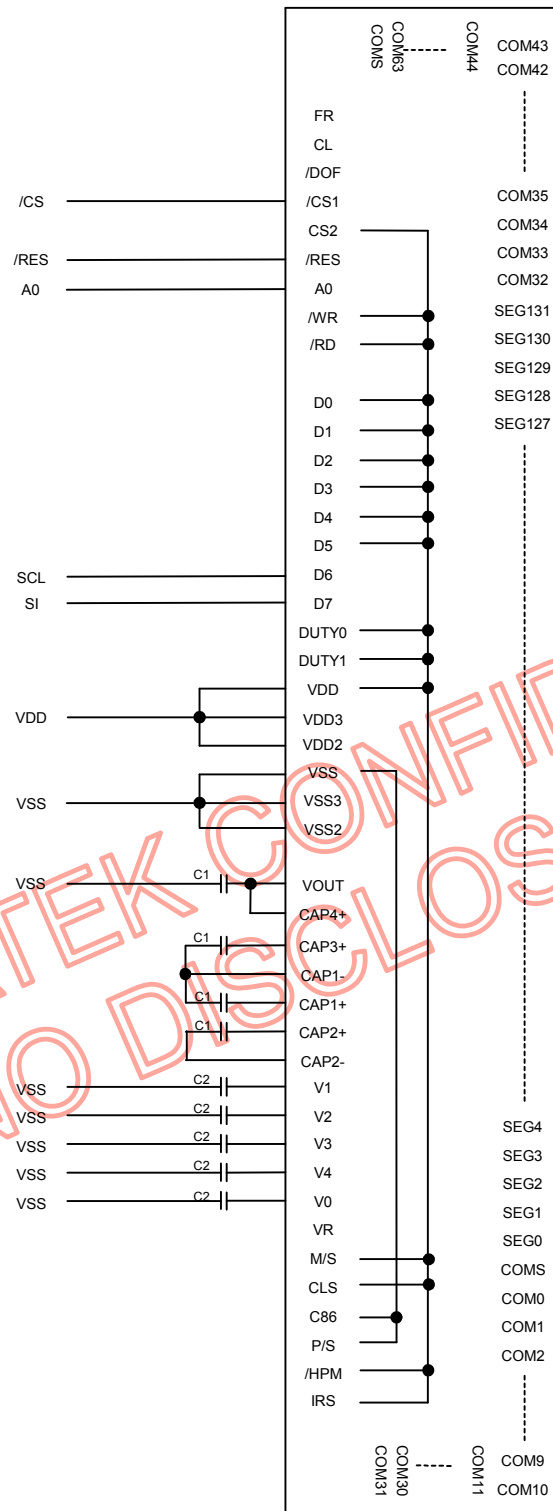 COMS
COM63
COM44
COM43
COM42
FR
CL
/DOF
/CS
/CS1
COM35
CS2
COM34
/RES
/RES
COM33
A0
A0
COM32
/WR
SEG131
/RD
SEG130
SEG129
D0
SEG128
D1
SEG127
D2
D3
D4
D5
SCL
D6
SI
D7
DUTY0
DUTY1
VDD
VDD
VDD3
VDD2
VSS
VSS
VSS3
VSS2
VSS
C1
VOUT
CAP4+
C1
CAP3+
CAP1-
C1
CAP1+
C1
CAP2+
CAP2-
VSS
C2
V1
VSS
C2
V2
SEG4
VSS
C2
V3
SEG3
VSS
C2
V4
SEG2
VSS
C2
V0
SEG1
VR
SEG0
M/S
COMS
CLS
COM0
C86
COM1
P/S
COM2
/HPM
IRS
COM31
COM30
COM11
COM9
COM10
TEK CONFID
NO DISCLOS